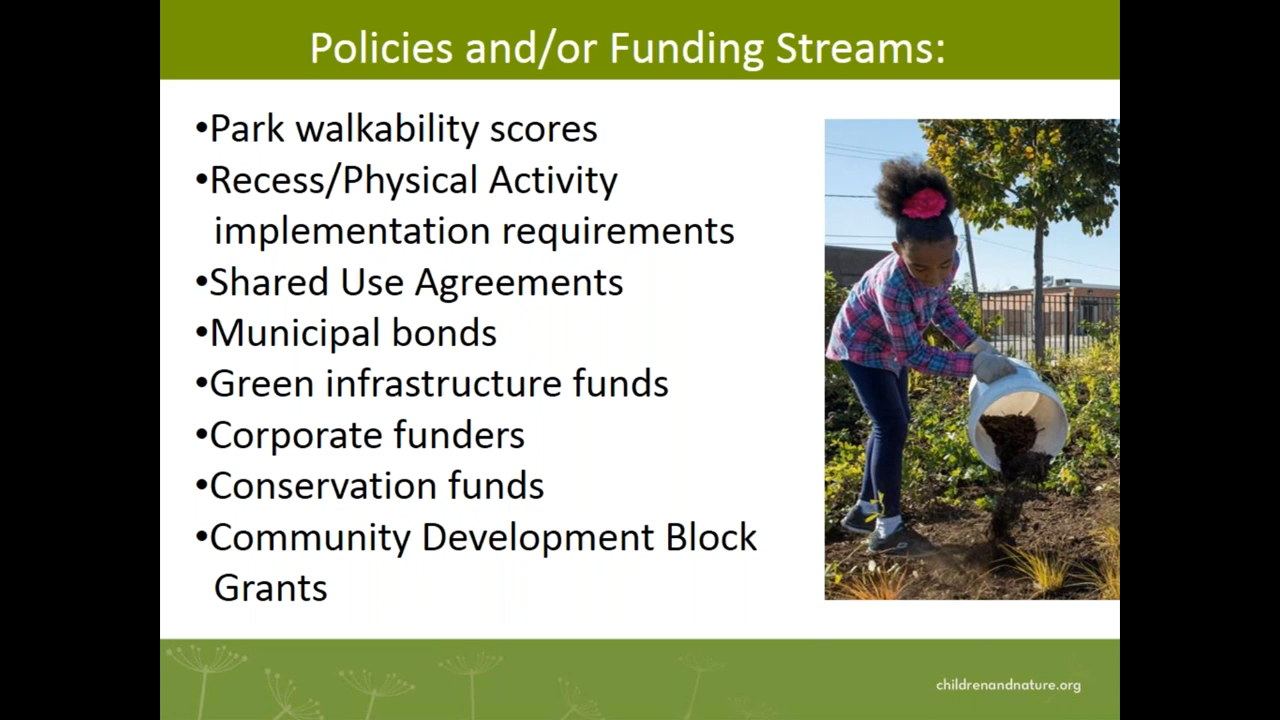 Policies and/or Funding Streams:
•Park walkability scores
•Recess/Physical Activity
implementation requirements
•Shared Use Agreements
•Municipal bonds
•Green infrastructure funds
•Corporate funders
•Conservation funds
•Community Development Block
Grants
childrenandnature.org